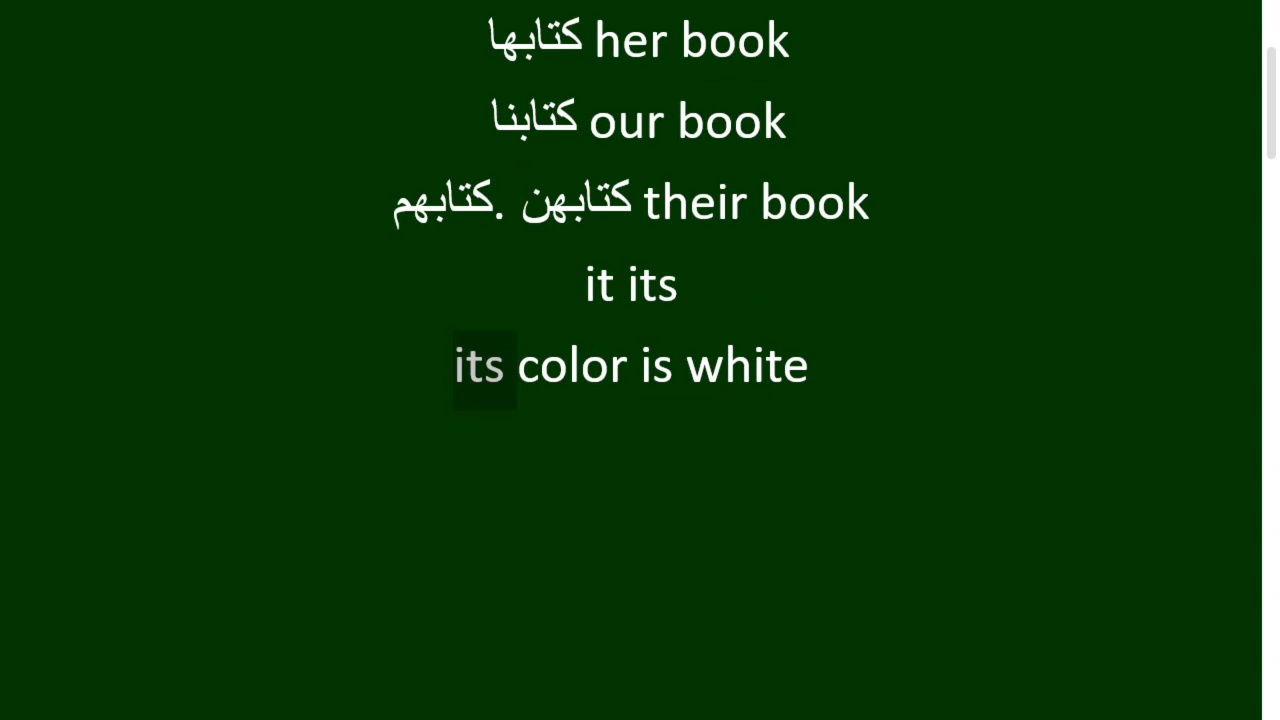 her book كتابها
our book كتابنا
their book كتابهن .كتابهم
it its
its color is white